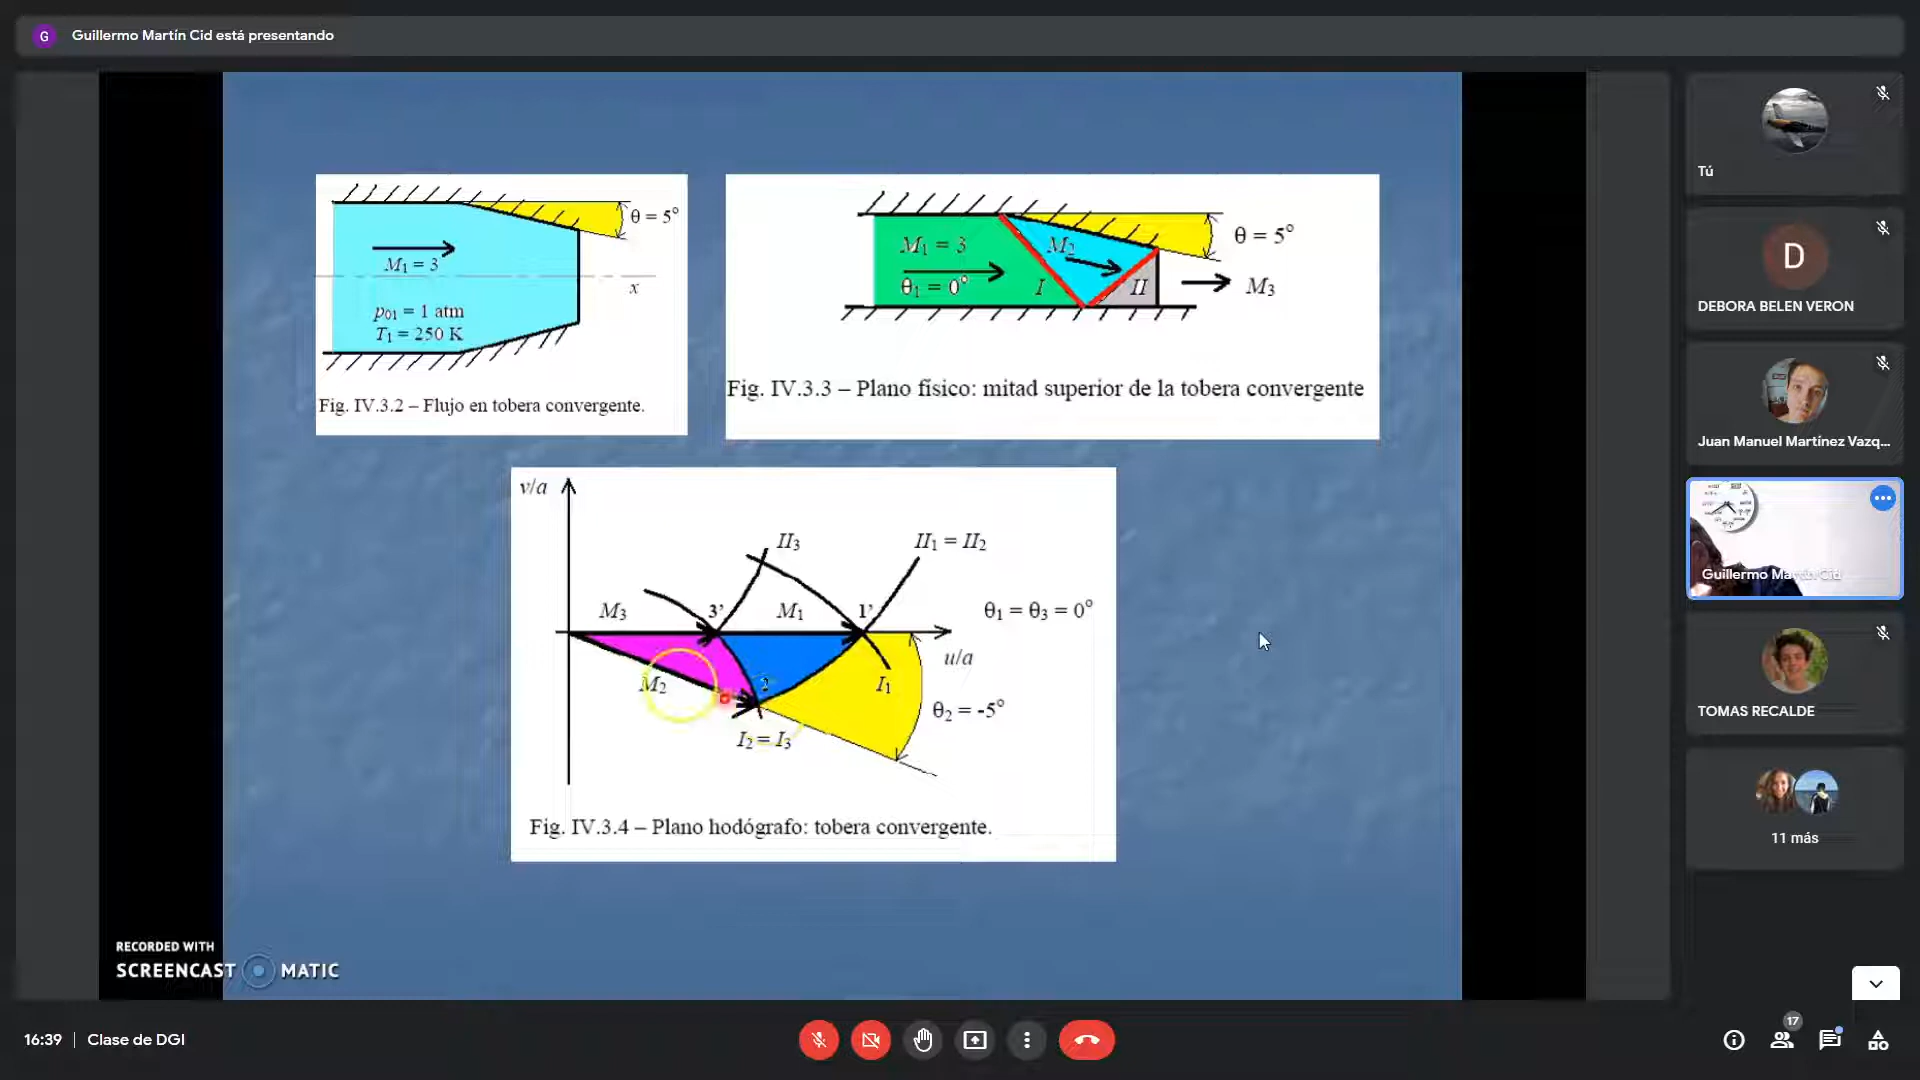 G Guillermo Martín Cid está presentando
θ = 5°
M₁ = 3
x
p₀₁ = 1 atm
T₁ = 250 K
Fig. IV.3.2 – Flujo en tobera convergente.
M₁ = 3
M₂
θ = 5°
θ₁ = 0°
I
II
M₃
Fig. IV.3.3 – Plano físico: mitad superior de la tobera convergente
v/a
II₃
II₁ = II₂
M₃
3’
M₁
1’
θ₁ = θ₃ = 0°
u/a
M₂
2
I₁
θ₂ = -5°
I₂ = I₃
Fig. IV.3.4 – Plano hodógrafo: tobera convergente.
RECORDED WITH
SCREENCAST MATIC
Tú
D
DEBORA BELEN VERON
Juan Manuel Martínez Vazq...
Guillermo Martín Cid
TOMAS RECALDE
11 más
16:39 | Clase de DGI
17